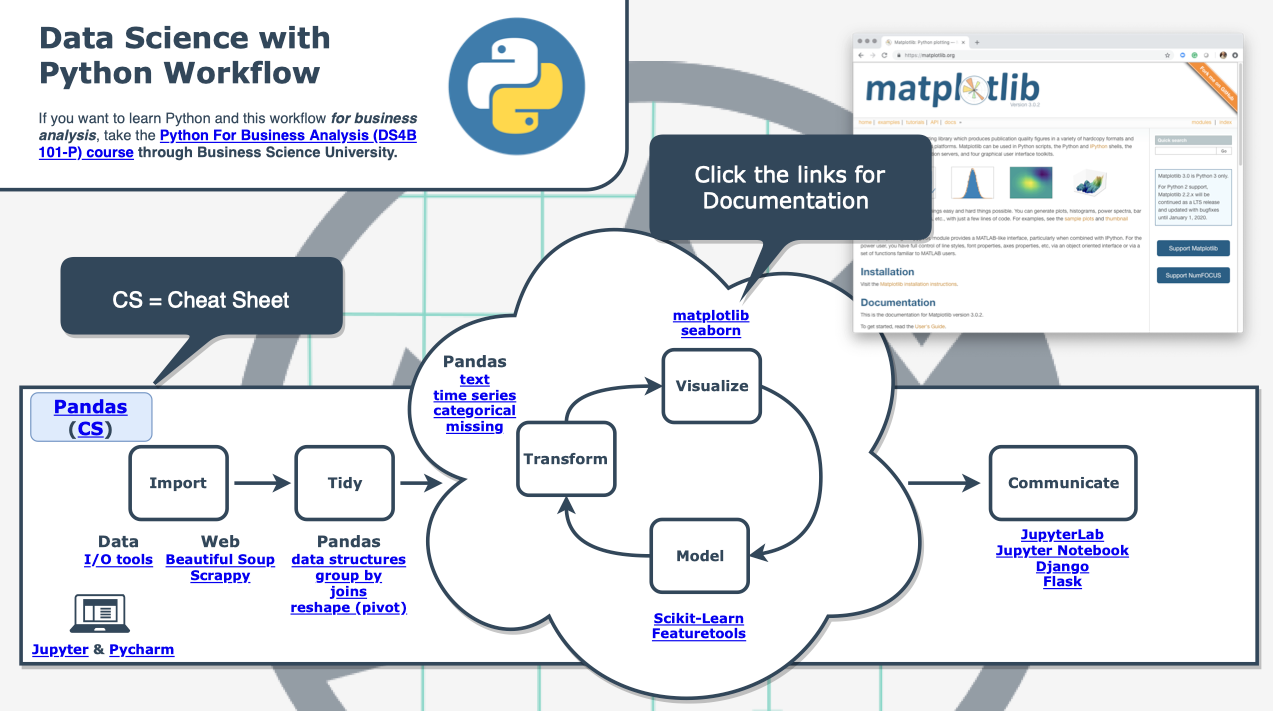 Data Science with
Python Workflow
If you want to learn Python and this workflow for business
analysis, take the Python For Business Analysis (DS4B
101-P) course through Business Science University.
Matplotlib: Python plotting —
https://matplotlib.org
matplotlib
Version 3.0.2
Fork me on GitHub
home | examples | tutorials | API | docs
modules | index
ing library which produces publication quality figures in a variety of hardcopy formats and
platforms. Matplotlib can be used in Python scripts, the Python and IPython shells, the
tion servers, and four graphical user interface toolkits.
Quick search
Go
Matplotlib 3.0 is Python 3 only.
For Python 2 support,
Matplotlib 2.2.x will be
continued as a LTS release
and updated with bugfixes
until January 1, 2020.
ings easy and hard things possible. You can generate plots, histograms, power spectra, bar
etc., with just a few lines of code. For examples, see the sample plots and thumbnail
module provides a MATLAB-like interface, particularly when combined with IPython. For the
power user, you have full control of line styles, font properties, axes properties, etc, via an object oriented interface or via a
set of functions familiar to MATLAB users.
Support Matplotlib
Support NumFOCUS
Installation
Visit the Matplotlib installation instructions.
Documentation
This is the documentation for Matplotlib version 3.0.2.
To get started, read the User's Guide.
Click the links for
Documentation
CS = Cheat Sheet
Pandas
(CS)
Import
Data
I/O tools
Web
Beautiful Soup
Scrappy
Jupyter & Pycharm
Tidy
Pandas
data structures
group by
joins
reshape (pivot)
Pandas
text
time series
categorical
missing
Transform
matplotlib
seaborn
Visualize
Model
Scikit-Learn
Featuretools
Communicate
JupyterLab
Jupyter Notebook
Django
Flask